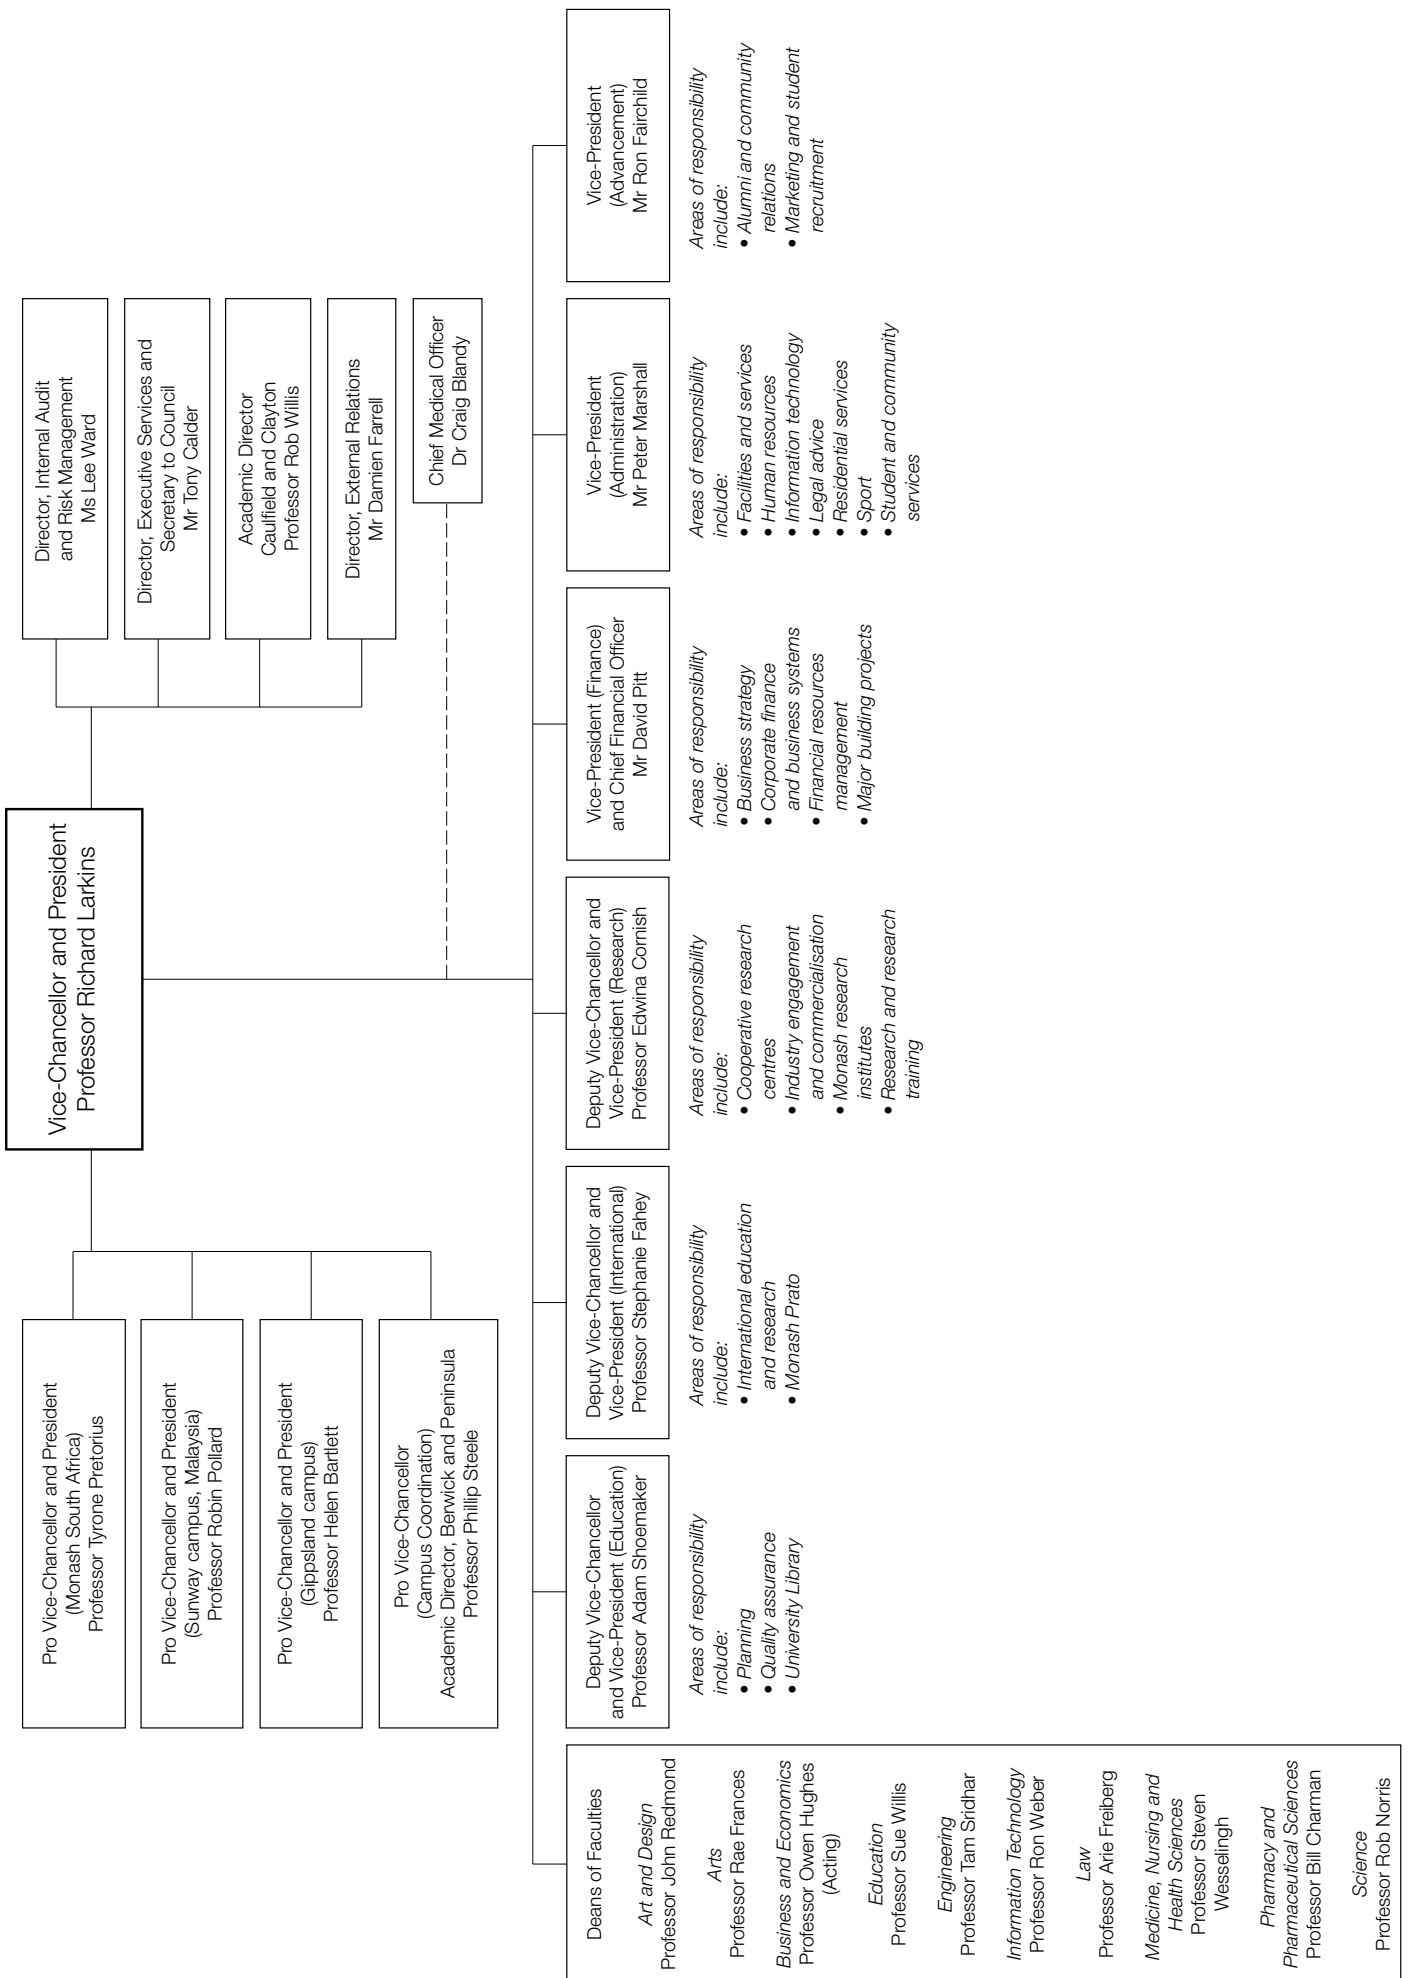 Vice-Chancellor and President
Professor Richard Larkins
Pro Vice-Chancellor and President
(Monash South Africa)
Professor Tyrone Pretorius
Pro Vice-Chancellor and President
(Sunway campus, Malaysia)
Professor Robin Pollard
Pro Vice-Chancellor and President
(Gippsland campus)
Professor Helen Bartlett
Pro Vice-Chancellor
(Campus Coordination)
Academic Director, Berwick and Peninsula
Professor Phillip Steele
Director, Internal Audit
and Risk Management
Ms Lee Ward
Director, Executive Services and
Secretary to Council
Mr Tony Calder
Academic Director
Caulfield and Clayton
Professor Rob Willis
Director, External Relations
Mr Damien Farrell
Chief Medical Officer
Dr Craig Blandy
Deans of Faculties
Art and Design
Professor John Redmond
Arts
Professor Rae Frances
Business and Economics
Professor Owen Hughes
(Acting)
Education
Professor Sue Willis
Engineering
Professor Tam Sridhar
Information Technology
Professor Ron Weber
Law
Professor Arie Freiberg
Medicine, Nursing and
Health Sciences
Professor Steven
Wesselingh
Pharmacy and
Pharmaceutical Sciences
Professor Bill Charman
Science
Professor Rob Norris
Deputy Vice-Chancellor
and Vice-President (Education)
Professor Adam Shoemaker
Areas of responsibility
include:
• Planning
• Quality assurance
• University Library
Deputy Vice-Chancellor and
Vice-President (International)
Professor Stephanie Fahey
Areas of responsibility
include:
• International education
and research
• Monash Prato
Deputy Vice-Chancellor and
Vice-President (Research)
Professor Edwina Cornish
Areas of responsibility
include:
• Cooperative research
centres
• Industry engagement
and commercialisation
• Monash research
institutes
• Research and research
training
Vice-President (Finance)
and Chief Financial Officer
Mr David Pitt
Areas of responsibility
include:
• Business strategy
• Corporate finance
and business systems
• Financial resources
management
• Major building projects
Vice-President
(Administration)
Mr Peter Marshall
Areas of responsibility
include:
• Facilities and services
• Human resources
• Information technology
• Legal advice
• Residential services
• Sport
• Student and community
services
Vice-President
(Advancement)
Mr Ron Fairchild
Areas of responsibility
include:
• Alumni and community
relations
• Marketing and student
recruitment